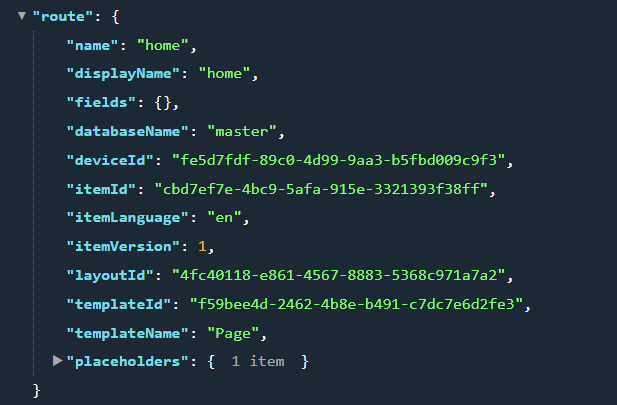 ▼ "route": {
"name": "home",
"displayName": "home",
"fields": {},
"databaseName": "master",
"deviceId": "fe5d7fdf-89c0-4d99-9aa3-b5fbd009c9f3",
"itemId": "cbd7ef7e-4bc9-5afa-915e-3321393f38ff",
"itemLanguage": "en",
"itemVersion": 1,
"layoutId": "4fc40118-e861-4567-8883-5368c971a7a2",
"templateId": "f59bee4d-2462-4b8e-b491-c7dc7e6d2fe3",
"templateName": "Page",
▶ "placeholders": { 1 item }
}